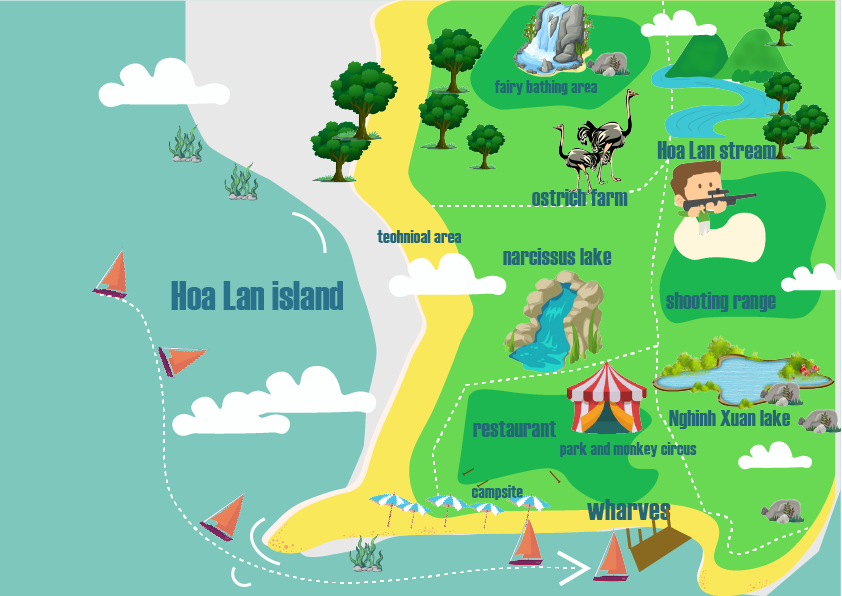 fairy bathing area
Hoa Lan stream
ostrich farm
technical area
narcissus lake
Hoa Lan island
shooting range
Nghinh Xuan lake
restaurant
park and monkey circus
campsite
wharves